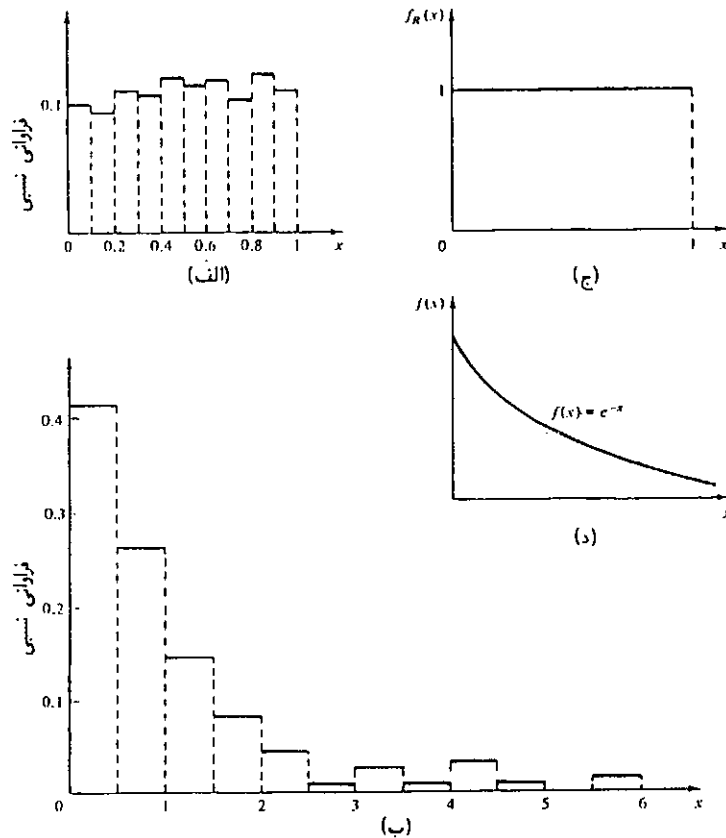 فراوانی نسبی
0.1
0 0.2 0.4 0.6 0.8 1 x
(الف)
f_R(x)
1
0 1 x
(ج)
f(x)
f(x) = e^{-x}
(د)
فراوانی نسبی
0.4
0.4
0.2
0.1
0 1 2 3 4 5 6 x
(ب)